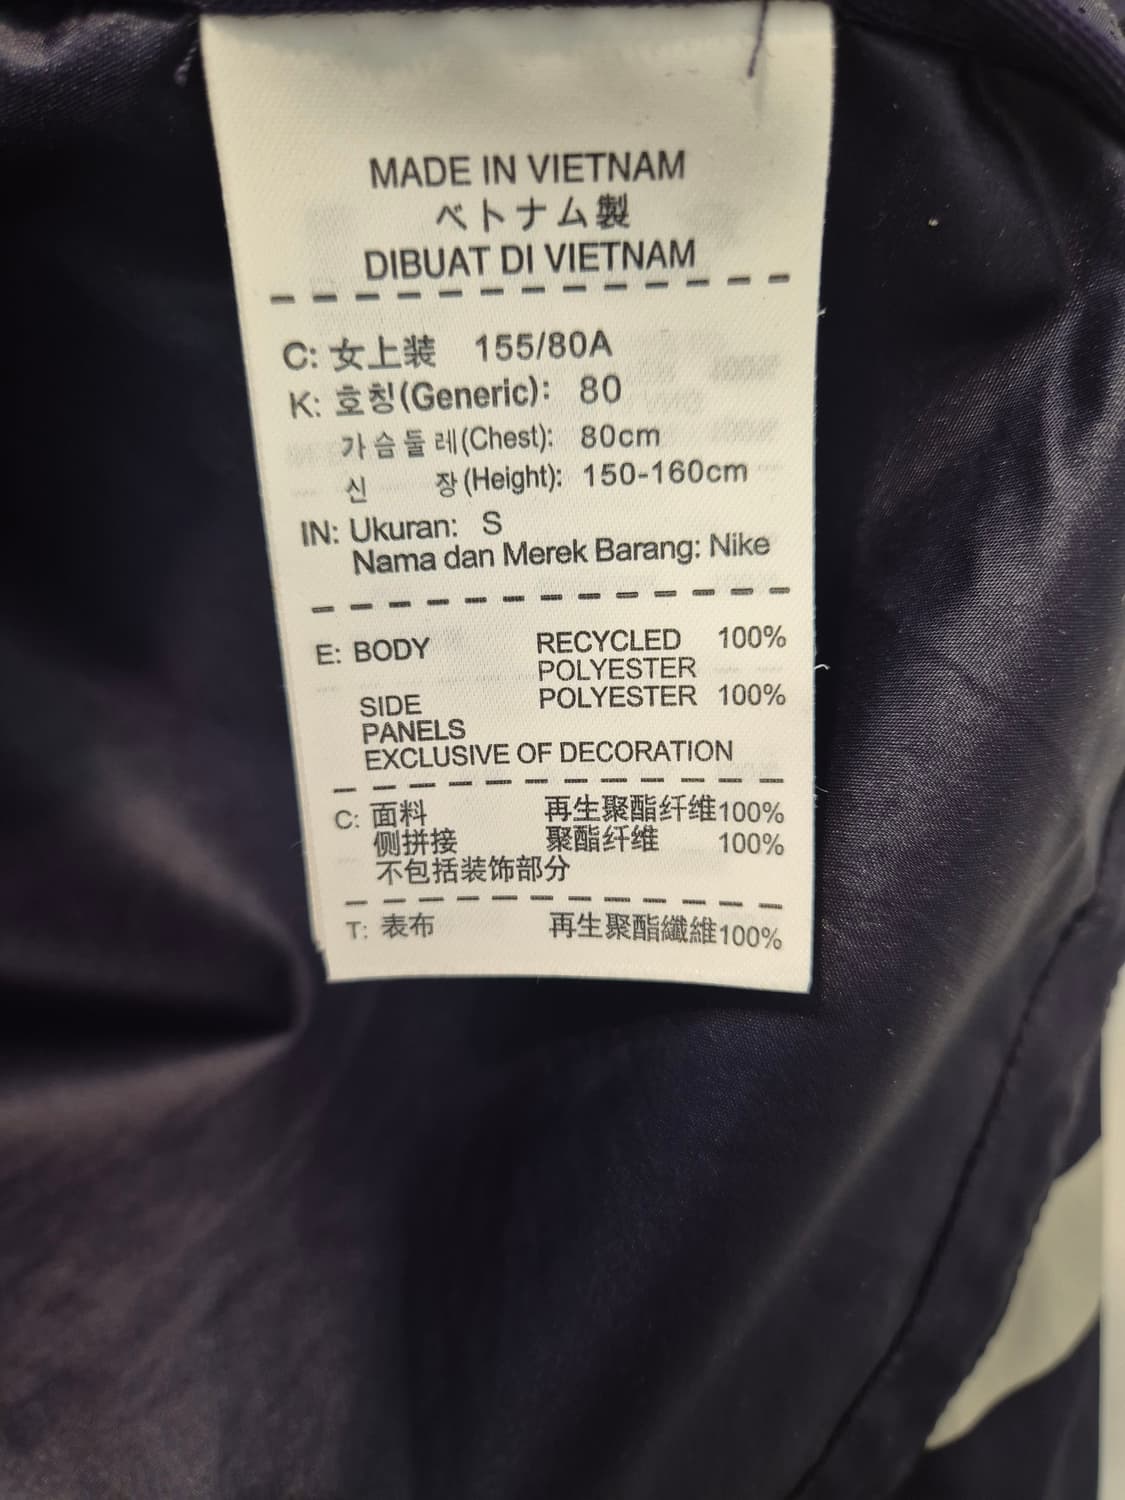 MADE IN VIETNAM
ベトナム製
DIBUAT DI VIETNAM
C: 女上装 155/80A
K: 호칭(Generic): 80
가슴둘레(Chest): 80cm
신 장(Height): 150-160cm
IN: Ukuran: S
Nama dan Merek Barang: Nike
E: BODY RECYCLED 100%
POLYESTER
SIDE POLYESTER 100%
PANELS
EXCLUSIVE OF DECORATION
C: 面料 再生聚酯纤维100%
侧拼接 聚酯纤维 100%
不包括装饰部分
T: 表布 再生聚酯纖維100%